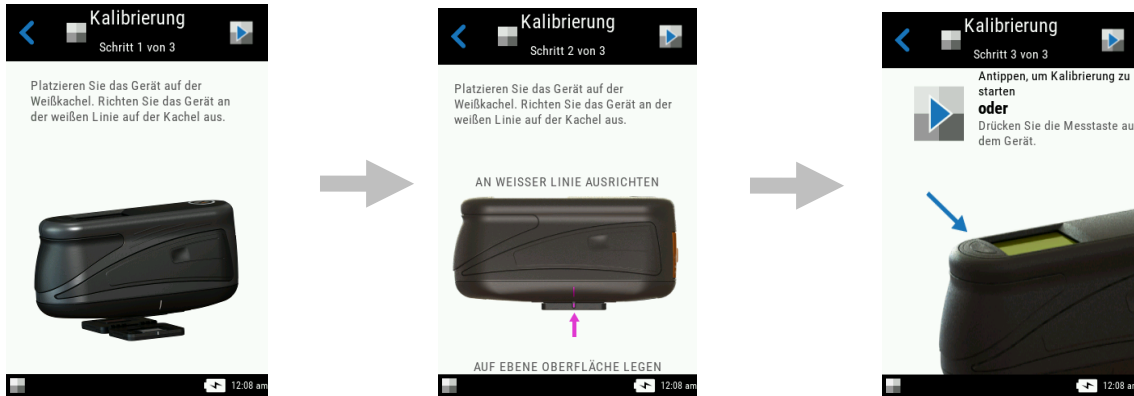 Kalibrierung
Schritt 1 von 3
Platzieren Sie das Gerät auf der
Weißkachel. Richten Sie das Gerät an
der weißen Linie auf der Kachel aus.
12:08 am
Kalibrierung
Schritt 2 von 3
Platzieren Sie das Gerät auf der
Weißkachel. Richten Sie das Gerät an der
weißen Linie auf der Kachel aus.
AN WEISSER LINIE AUSRICHTEN
AUF EBENE OBERFLÄCHE LEGEN
12:08 am
Kalibrierung
Schritt 3 von 3
Antippen, um Kalibrierung zu
starten
oder
Drücken Sie die Messtaste au
dem Gerät.
12:08 am